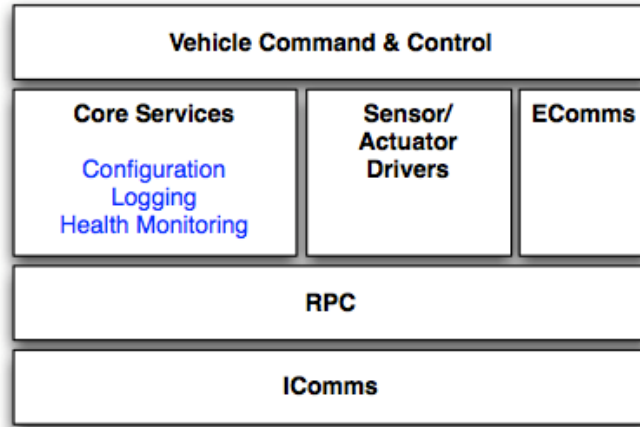 Vehicle Command & Control
Core Services
Configuration
Logging
Health Monitoring
Sensor/
Actuator
Drivers
EComms
RPC
IComms